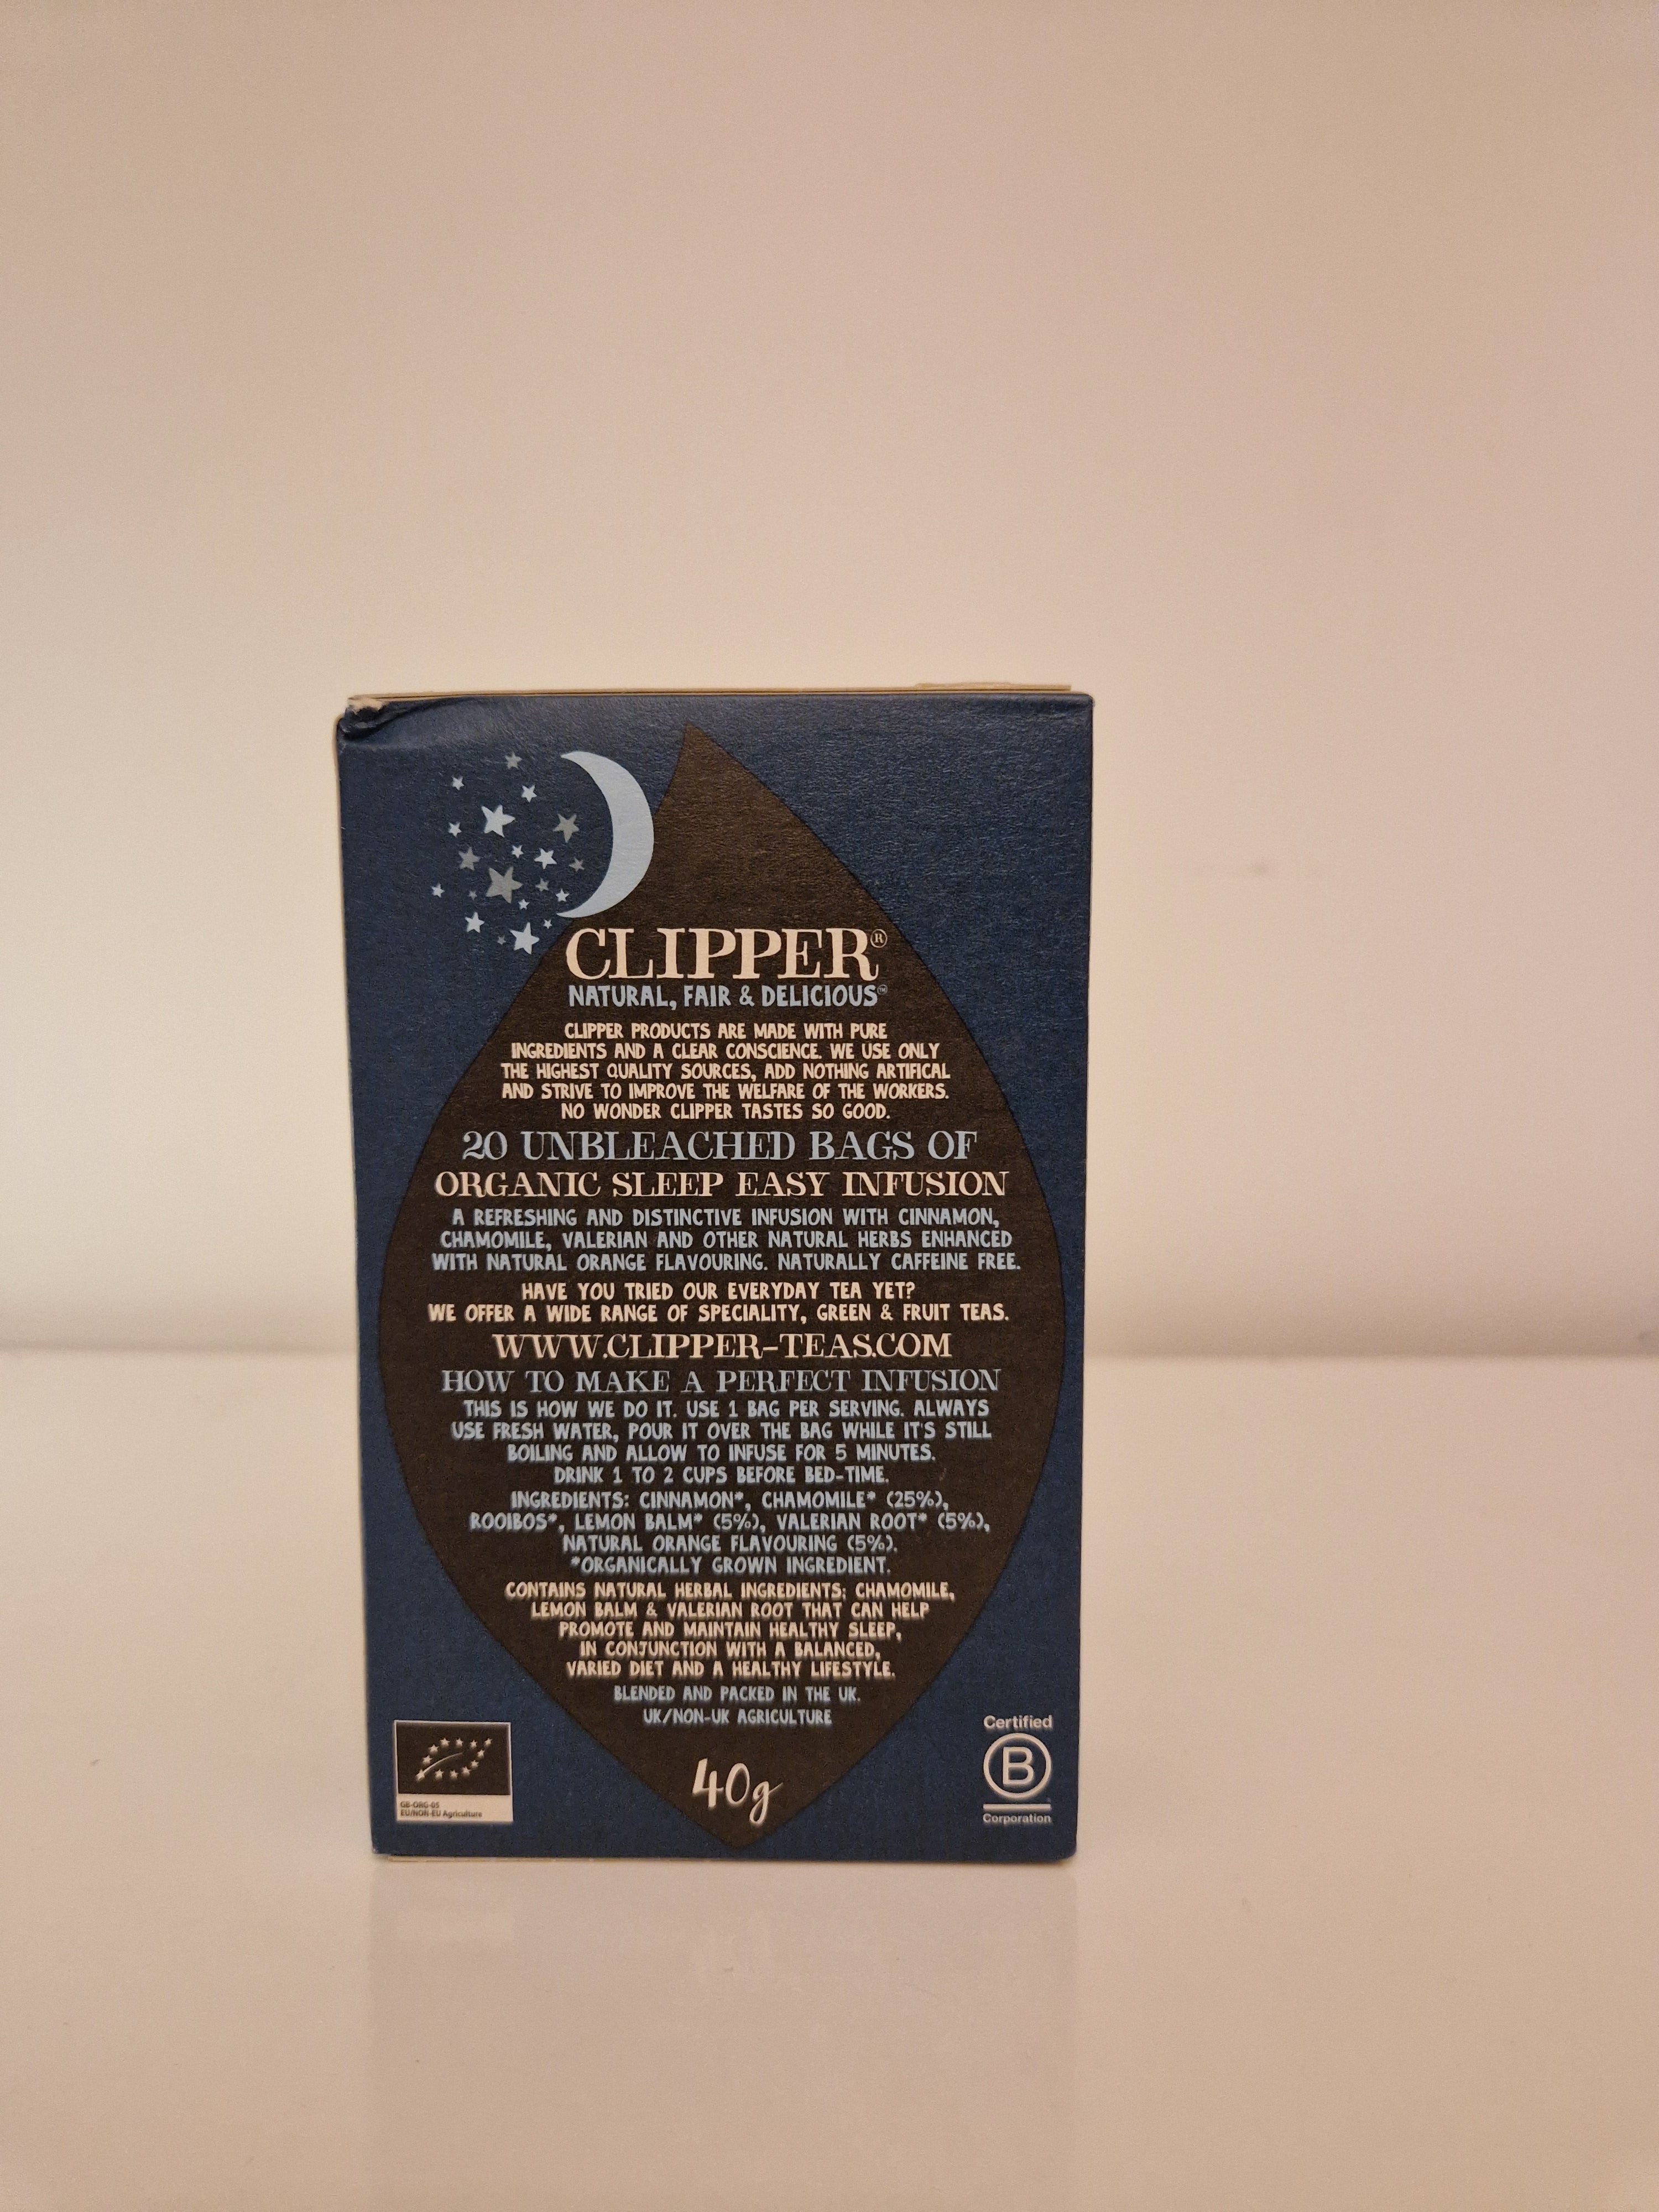 CLIPPER®
NATURAL, FAIR & DELICIOUS™
CLIPPER PRODUCTS ARE MADE WITH PURE
INGREDIENTS AND A CLEAR CONSCIENCE. WE USE ONLY
THE HIGHEST QUALITY SOURCES, ADD NOTHING ARTIFICAL
AND STRIVE TO IMPROVE THE WELFARE OF THE WORKERS.
NO WONDER CLIPPER TASTES SO GOOD.
20 UNBLEACHED BAGS OF
ORGANIC SLEEP EASY INFUSION
A REFRESHING AND DISTINCTIVE INFUSION WITH CINNAMON,
CHAMOMILE, VALERIAN AND OTHER NATURAL HERBS ENHANCED
WITH NATURAL ORANGE FLAVOURING. NATURALLY CAFFEINE FREE.
HAVE YOU TRIED OUR EVERYDAY TEA YET?
WE OFFER A WIDE RANGE OF SPECIALITY, GREEN & FRUIT TEAS.
WWW.CLIPPER-TEAS.COM
HOW TO MAKE A PERFECT INFUSION
THIS IS HOW WE DO IT. USE 1 BAG PER SERVING. ALWAYS
USE FRESH WATER, POUR IT OVER THE BAG WHILE IT'S STILL
BOILING AND ALLOW TO INFUSE FOR 5 MINUTES.
DRINK 1 TO 2 CUPS BEFORE BED-TIME.
INGREDIENTS: CINNAMON*, CHAMOMILE* (25%),
ROOIBOS*, LEMON BALM* (5%), VALERIAN ROOT* (5%),
NATURAL ORANGE FLAVOURING (5%).
*ORGANICALLY GROWN INGREDIENT.
CONTAINS NATURAL HERBAL INGREDIENTS: CHAMOMILE,
LEMON BALM & VALERIAN ROOT THAT CAN HELP
PROMOTE AND MAINTAIN HEALTHY SLEEP,
IN CONJUNCTION WITH A BALANCED,
VARIED DIET AND A HEALTHY LIFESTYLE.
BLENDED AND PACKED IN THE UK.
UK/NON-UK AGRICULTURE
40g
GB-ORG-05
EU/NON-EU Agriculture
Certified
B
Corporation